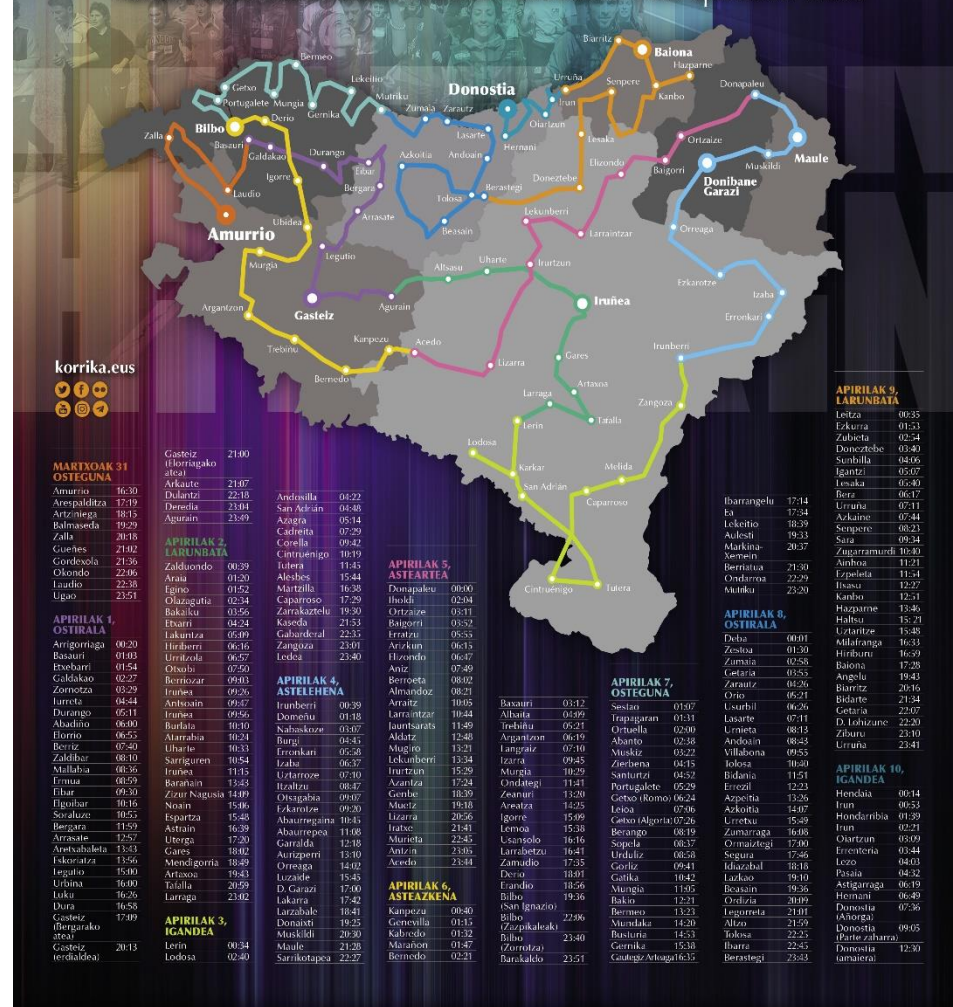 Biarritz
Baiona
Hazparne
Bermeo
Urruña
Senpere
Getxo
Lekeitio
Donostia
Irun
Kanbo
Donapaleu
Portugalete
Mungia
Mutriku
Gernika
Zumaia
Zarautz
Oiartzun
Derio
Hernani
Lesaka
Zalla
Bilbo
Lasarte
Ortzaize
Basauri
Galdakao
Durango
Eibar
Azkoitia
Andoain
Elizondo
Maule
Igorre
Doneztebe
Baigorri
Muskildi
Bergara
Donibane
Garazi
Laudio
Tolosa
Berastegi
Arrasate
Lekunberri
Amurrio
Ubidea
Beasain
Larraintzar
Orreaga
Legutio
Murgia
Altsasu
Uharte
Irurtzun
Ezkarotze
Izaba
Argantzon
Gasteiz
Agurain
Iruñea
Erronkari
Trebiñu
Kanpezu
Acedo
Irunberri
Bernedo
Lizarra
Gares
Artaxoa
Larraga
Zangoza
Lerin
Tafalla
Lodosa
Karkar
Melida
San Adrián
Caparroso
Cintruénigo
Tutera
korrika.eus
MARTXOAK 31
OSTEGUNA
Amurrio 16:30
Arespalditza 17:19
Artziniega 18:15
Balmaseda 19:29
Zalla 20:18
Gueñes 21:02
Gordexola 21:36
Okondo 22:06
Laudio 22:38
Ugao 23:51
APIRILAK 1,
OSTIRALA
Arrigorriaga 00:20
Basauri 01:03
Etxebarri 01:54
Galdakao 02:27
Zornotza 03:29
Iurreta 04:44
Durango 05:11
Abadiño 06:00
Elorrio 06:55
Berriz 07:40
Zaldibar 08:10
Mallabia 08:36
Ermua 08:59
Eibar 09:30
Elgoibar 10:16
Soraluze 10:55
Bergara 11:59
Arrasate 12:57
Aretxabaleta 13:43
Eskoriatza 13:56
Legutio 15:00
Urbina 16:00
Luku 16:26
Dura 16:58
Gasteiz 17:09
(Bergarako
atea)
Gasteiz 20:13
(erdialdea)
Gasteiz 21:00
(Elorriagako
atea)
Arkaute 21:07
Dulantzi 22:18
Deredia 23:04
Agurain 23:49
APIRILAK 2,
LARUNBATA
Zalduondo 00:39
Araia 01:20
Egino 01:52
Olazagutia 02:34
Bakaiku 03:56
Etxarri 04:24
Lakuntza 05:09
Hiriberri 06:16
Urritzola 06:57
Otxobi 07:50
Berriozar 09:03
Iruñea 09:26
Antsoain 09:47
Iruñea 09:56
Burlata 10:10
Atarrabia 10:24
Uharte 10:33
Sarriguren 10:54
Iruñea 11:15
Barañain 13:43
Zizur Nagusia 14:09
Noain 15:06
Espartza 15:48
Astrain 16:39
Uterga 17:20
Gares 18:02
Mendigorria 18:49
Artaxoa 19:43
Tafalla 20:59
Larraga 23:02
APIRILAK 3,
IGANDEA
Lerin 00:34
Lodosa 02:40
Andosilla 04:22
San Adrián 04:48
Azagra 05:14
Cadreita 07:29
Corella 09:42
Cintruénigo 10:19
Tutera 11:45
Alesbes 15:44
Martzilla 16:38
Caparroso 17:29
Zarrakaztelu 19:30
Kaseda 21:53
Gabarderal 22:35
Zangoza 23:01
Ledea 23:40
APIRILAK 4,
ASTELEHENA
Irunberri 00:39
Domeñu 01:18
Nabaskoze 03:07
Burgi 04:45
Erronkari 05:58
Izaba 06:37
Uztarroze 07:10
Itzaltzu 08:47
Otsagabia 09:07
Ezkarotze 09:20
Abaurregaina 10:45
Abaurrepea 11:08
Garralda 12:18
Aurizperri 13:10
Orreaga 14:02
Luzaide 15:45
D. Garazi 17:00
Lakarra 17:42
Larzabale 18:41
Donaixti 19:25
Muskildi 20:30
Maule 21:28
Sarrikotapea 22:27
APIRILAK 5,
ASTEARTEA
Donapaleu 00:00
Iholdi 02:04
Ortzaize 03:11
Baigorri 03:52
Erratzu 05:55
Arizkun 06:15
Elizondo 06:47
Aniz 07:49
Berroeta 08:02
Almandoz 08:21
Arraitz 10:05
Larraintzar 10:44
Jauntsarats 11:49
Aldatz 12:48
Mugiro 13:21
Lekunberri 13:34
Irurtzun 15:29
Azantza 17:24
Genbe 18:39
Muetz 19:18
Lizarra 20:56
Iratxe 21:41
Murieta 22:45
Antzin 23:05
Acedo 23:44
APIRILAK 6,
ASTEAZKENA
Kanpezu 00:40
Genevilla 01:15
Kabredo 01:32
Marañon 01:47
Bernedo 02:21
Baxauri 03:12
Albaita 04:09
Trebiñu 05:21
Argantzon 06:19
Langraiz 07:10
Izarra 09:45
Murgia 10:29
Ondategi 11:41
Zeanuri 13:20
Areatza 14:25
Igorre 15:09
Lemoa 15:38
Usansolo 16:16
Larrabetzu 16:41
Zamudio 17:35
Derio 18:01
Erandio 18:56
Bilbo 19:36
(San Ignazio)
Bilbo 22:06
(Zazpikaleak)
Bilbo 23:40
(Zorrotza)
Barakaldo 23:51
APIRILAK 7,
OSTEGUNA
Sestao 01:07
Trapagaran 01:31
Ortuella 02:00
Abanto 02:38
Muskiz 03:22
Zierbena 04:15
Santurtzi 04:52
Portugalete 05:29
Getxo (Romo) 06:24
Leioa 07:06
Getxo (Algorta) 07:26
Berango 08:19
Sopela 08:37
Urduliz 08:58
Gorliz 09:41
Gatika 10:42
Mungia 11:05
Bakio 12:21
Bermeo 13:23
Mundaka 14:20
Busturia 14:53
Gernika 15:38
Gautegiz Arteaga 16:35
Ibarrangelu 17:14
Ea 17:34
Lekeitio 18:39
Aulesti 19:33
Markina- 20:37
Xemein
Berriatua 21:30
Ondarroa 22:29
Mutriku 23:20
APIRILAK 8,
OSTIRALA
Deba 00:01
Zestoa 01:30
Zumaia 02:58
Getaria 03:55
Zarautz 04:26
Orio 05:21
Usurbil 06:26
Lasarte 07:11
Urnieta 08:13
Andoain 08:43
Villabona 09:55
Tolosa 10:40
Bidania 11:51
Errezil 12:23
Azpeitia 13:26
Azkoitia 14:07
Urretxu 15:49
Zumarraga 16:08
Ormaiztegi 17:00
Segura 17:46
Idiazabal 18:18
Lazkao 19:10
Beasain 19:36
Ordizia 20:09
Legorreta 21:01
Altzo 21:59
Tolosa 22:25
Ibarra 22:45
Berastegi 23:43
APIRILAK 9,
LARUNBATA
Leitza 00:35
Ezkurra 01:53
Zubieta 02:54
Doneztebe 03:40
Sunbilla 04:06
Igantzi 05:07
Lesaka 05:40
Bera 06:17
Urruña 07:11
Azkaine 07:44
Senpere 08:23
Sara 09:34
Zugarramurdi 10:40
Ainhoa 11:21
Ezpeleta 11:54
Itsasu 12:27
Kanbo 12:51
Hazparne 13:46
Haltsu 15:21
Uztaritze 15:48
Milafranga 16:33
Hiriburu 16:59
Baiona 17:28
Angelu 19:43
Biarritz 20:16
Bidarte 21:34
Getaria 22:07
D. Lohizune 22:20
Ziburu 23:10
Urruña 23:41
APIRILAK 10,
IGANDEA
Hendaia 00:14
Irun 00:53
Hondarribia 01:39
Irun 02:21
Oiartzun 03:09
Errenteria 03:44
Lezo 04:03
Pasaia 04:32
Astigarraga 06:19
Hernani 06:49
Donostia 07:36
(Añorga)
Donostia 09:05
(Parte zaharra)
Donostia 12:30
(amaiera)